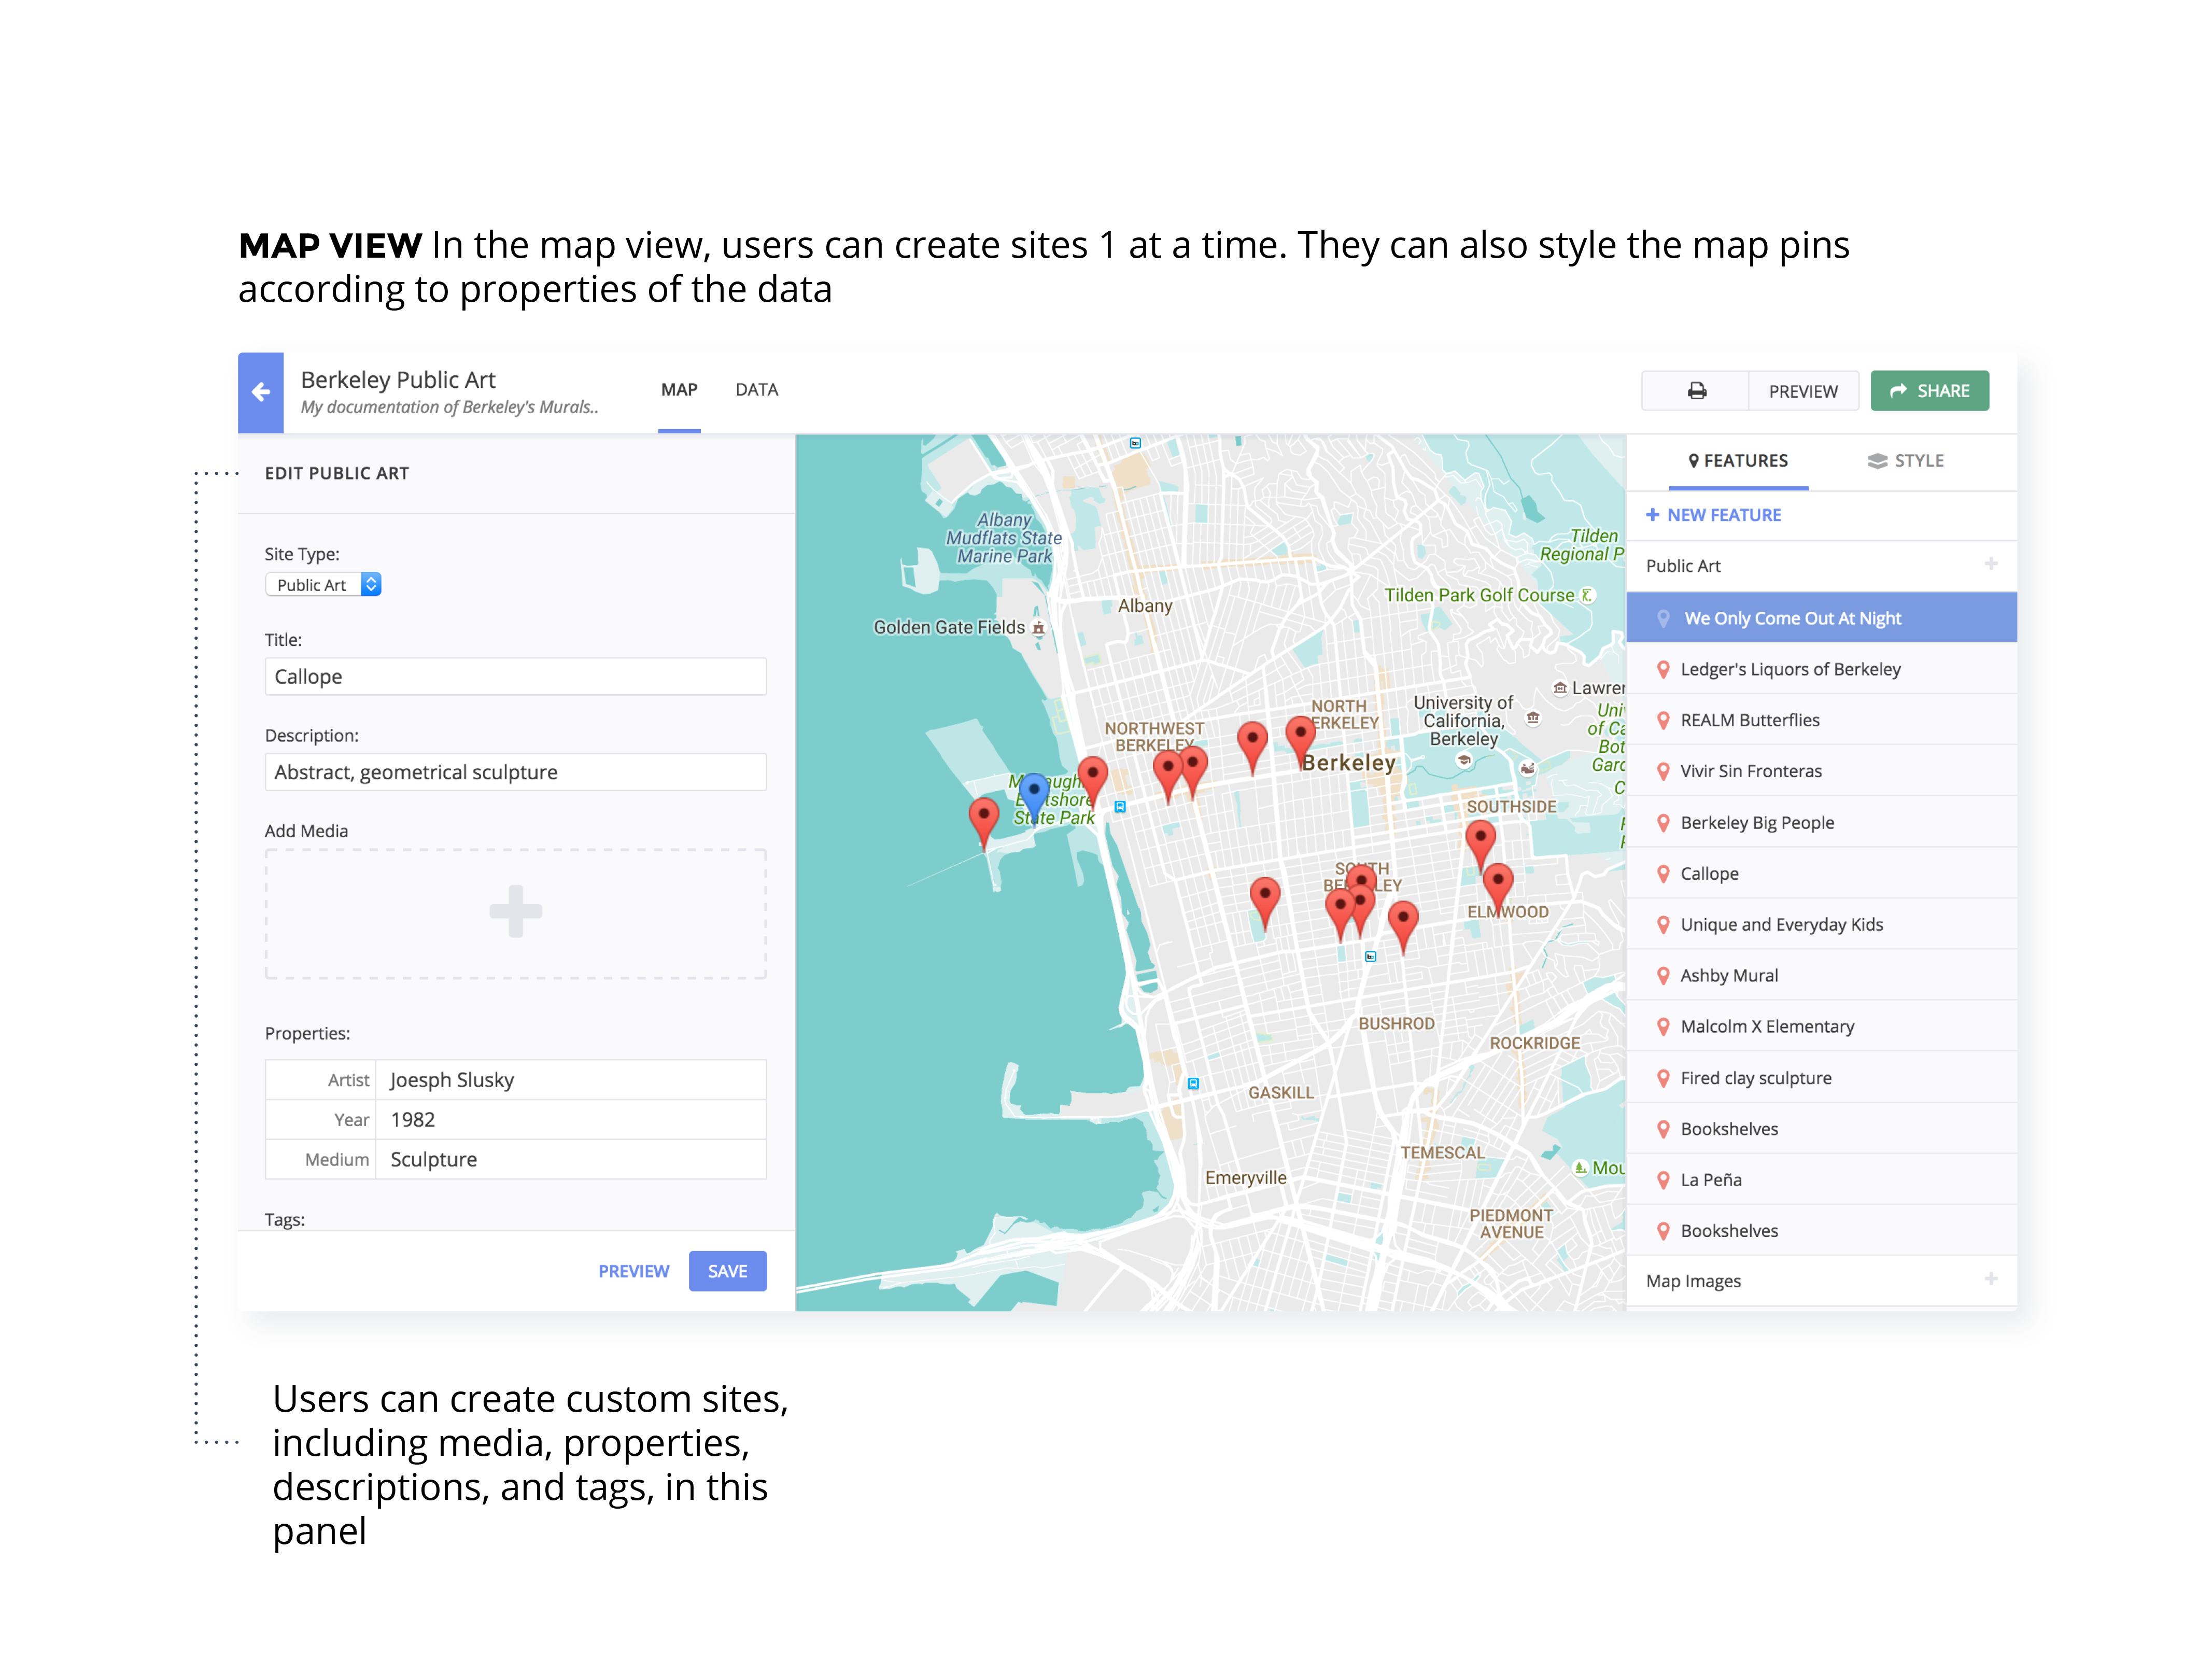 MAP VIEW In the map view, users can create sites 1 at a time. They can also style the map pins
according to properties of the data
Berkeley Public Art
My documentation of Berkeley's Murals..
MAP
DATA
PREVIEW
SHARE
EDIT PUBLIC ART
Site Type:
Public Art
Title:
Callope
Description:
Abstract, geometrical sculpture
Add Media
Properties:
Artist Joesph Slusky
Year 1982
Medium Sculpture
Tags:
PREVIEW
SAVE
Albany
Mudflats State
Marine Park
Tilden
Regional P
Tilden Park Golf Course
Albany
Golden Gate Fields
Lawrer
NORTH
ERKELEY
University of
California,
Berkeley
Uni
of Ca
Bot
Gard
C
NORTHWEST
BERKELEY
Berkeley
State Park
SOUTHSIDE
ELMWOOD
BUSHROD
ROCKRIDGE
GASKILL
TEMESCAL
Mou
Emeryville
PIEDMONT
AVENUE
FEATURES
STYLE
NEW FEATURE
Public Art
We Only Come Out At Night
Ledger's Liquors of Berkeley
REALM Butterflies
Vivir Sin Fronteras
Berkeley Big People
Callope
Unique and Everyday Kids
Ashby Mural
Malcolm X Elementary
Fired clay sculpture
Bookshelves
La Peña
Bookshelves
Map Images
Users can create custom sites,
including media, properties,
descriptions, and tags, in this
panel